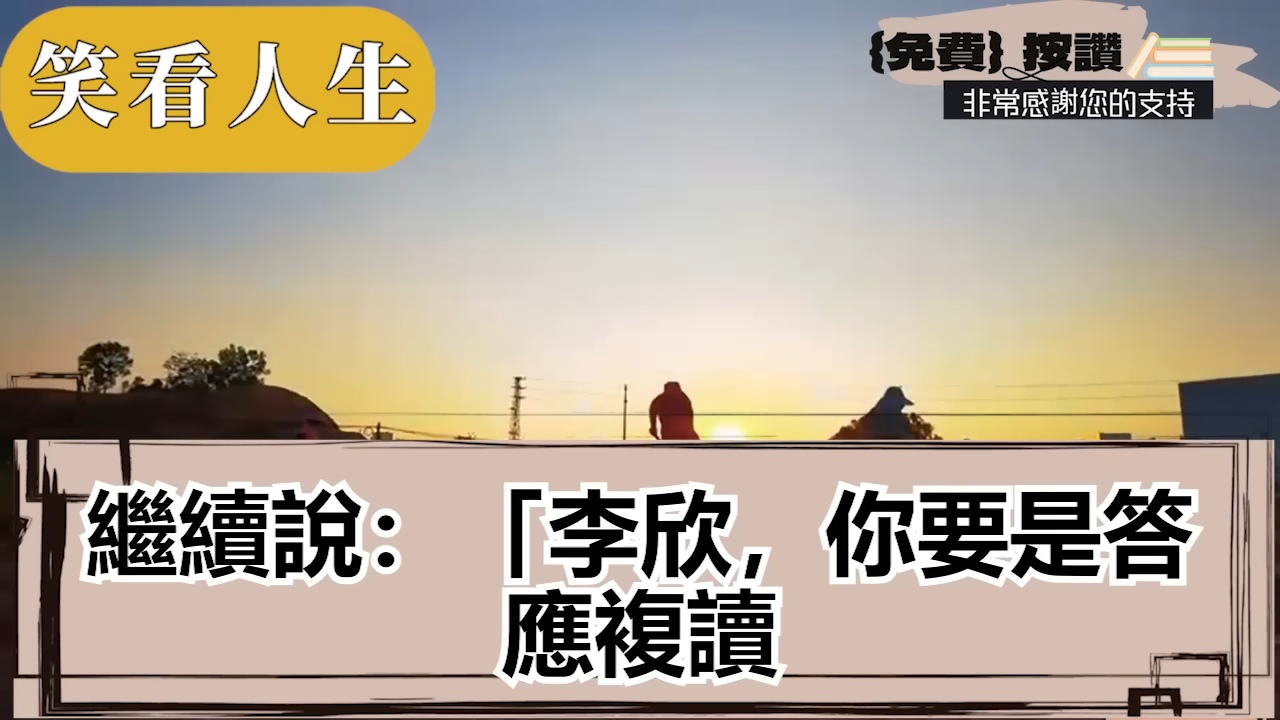 笑看人生
{免費} 按讚
非常感謝您的支持
繼續說：「李欣，你要是答
應複讀